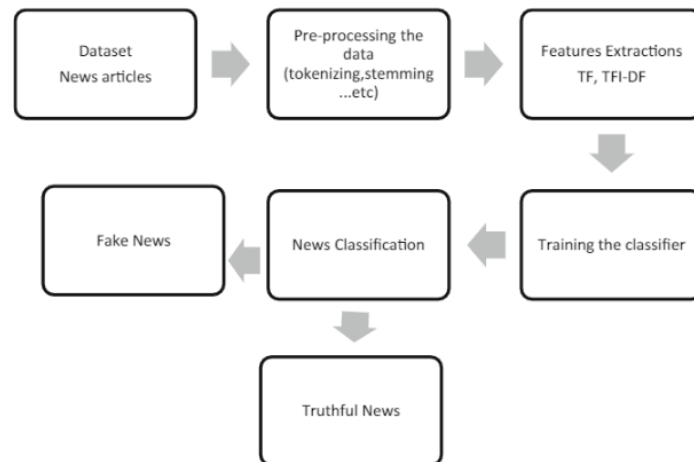 Dataset
News articles
Pre-processing the
data
(tokenizing,stemming
...etc)
Features Extractions
TF, TFI-DF
Fake News
News Classification
Training the classifier
Truthful News